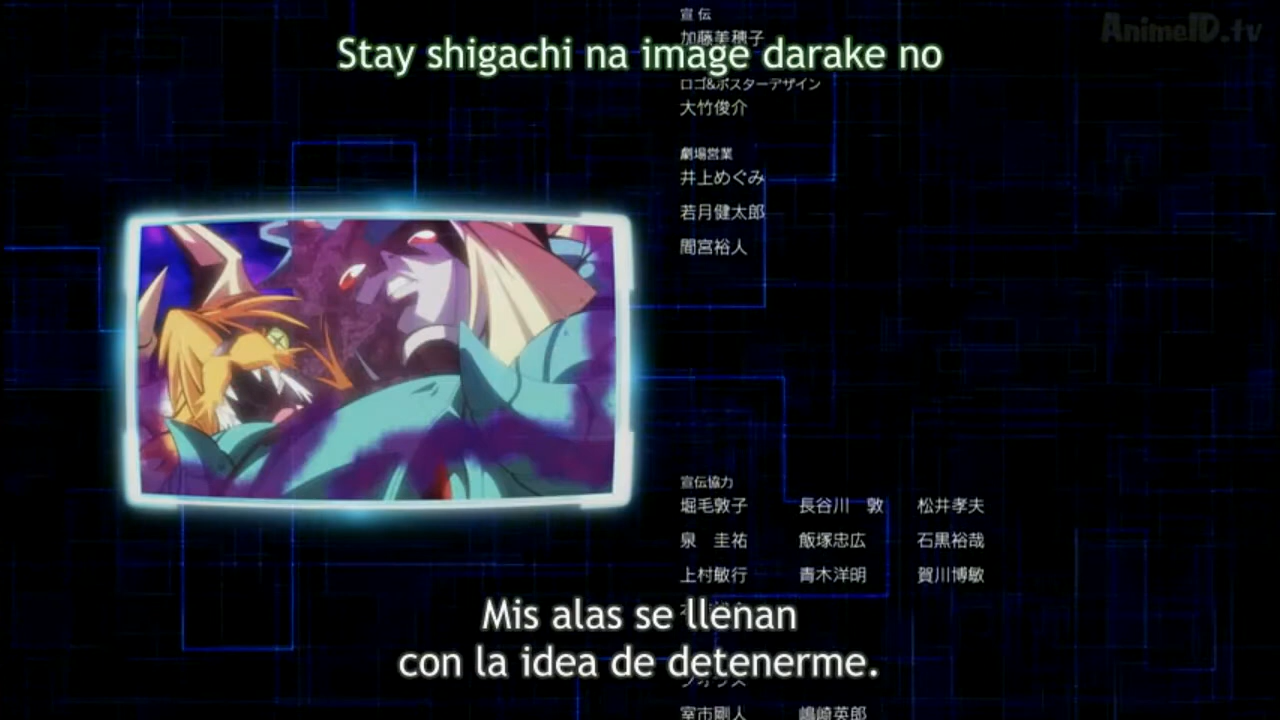 宣伝
AnimeID.tv
加藤美穂子
Stay shigachi na image darake no
ロゴ&ポスターデザイン
大竹俊介
劇場営業
井上めぐみ
若月健太郎
間宮裕人
宣伝協力
堀毛敦子 長谷川 敦 松井孝夫
泉 圭祐 飯塚忠広 石黒裕哉
上村敏行 青木洋明 賀川博敏
Mis alas se llenan
con la idea de detenerme.
室市剛人 嶋崎英郎